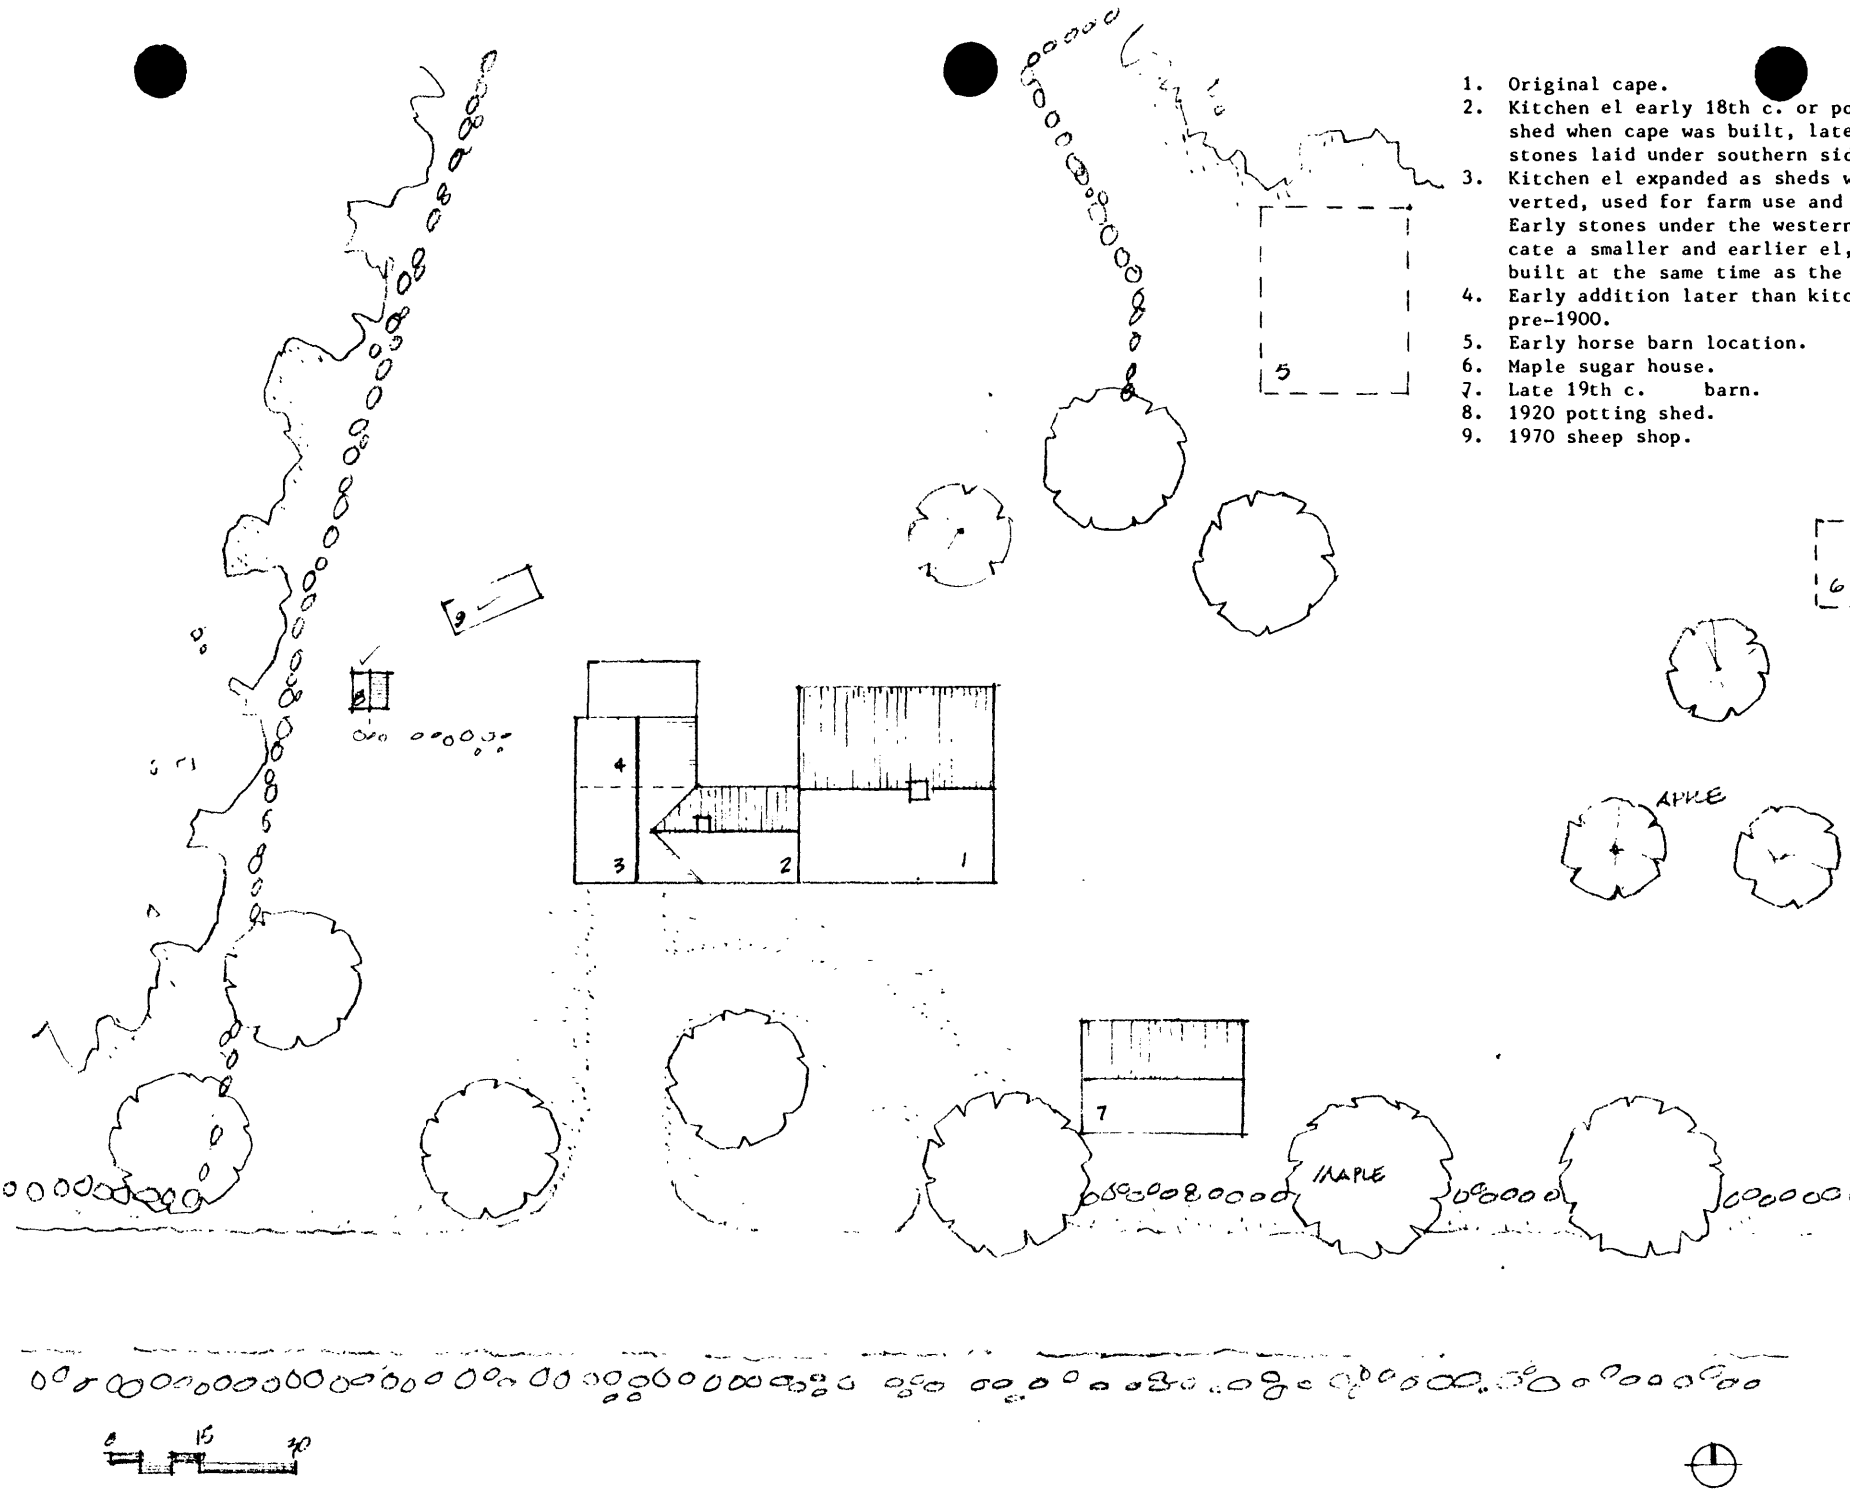 1. Original cape.
2. Kitchen el early 18th c. or po
shed when cape was built, late
stones laid under southern sid
3. Kitchen el expanded as sheds w
verted, used for farm use and
Early stones under the western
cate a smaller and earlier el,
built at the same time as the
4. Early addition later than kitc
pre-1900.
5. Early horse barn location.
6. Maple sugar house.
7. Late 19th c. barn.
8. 1920 potting shed.
9. 1970 sheep shop.
5
6
9
8
4
3
2
1
APPLE
7
MAPLE
0 15 30